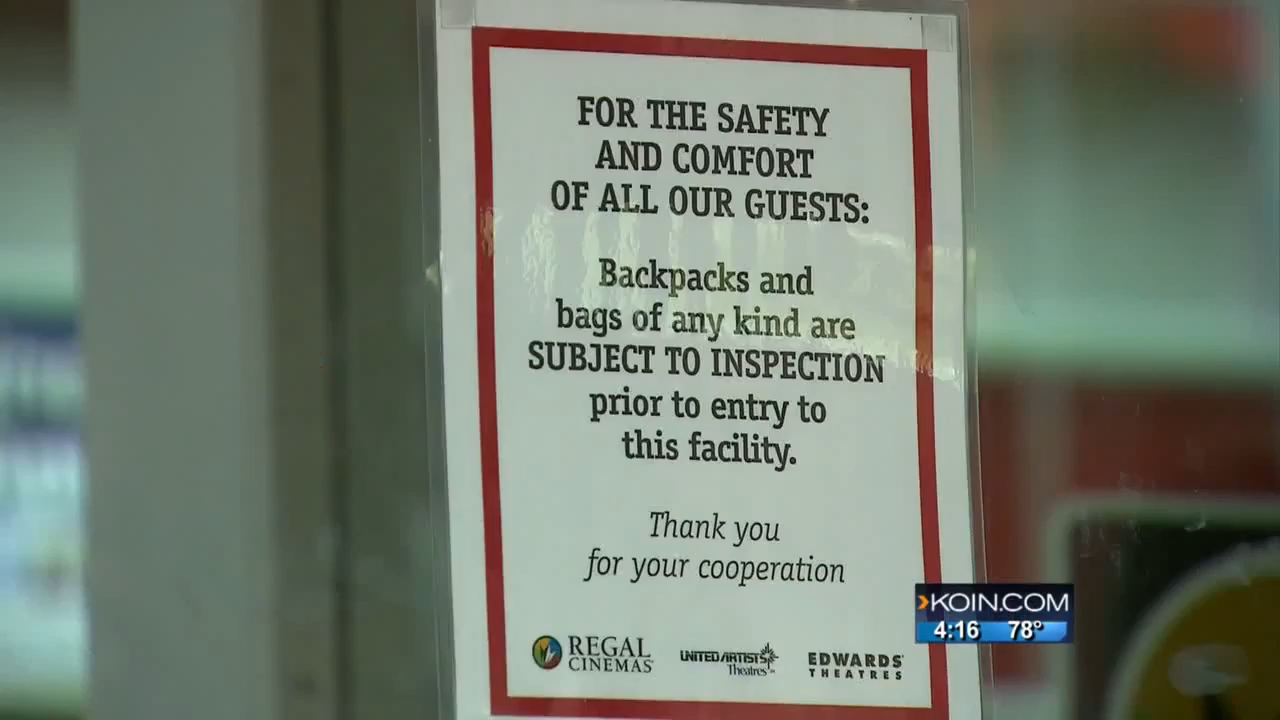 FOR THE SAFETY
AND COMFORT
OF ALL OUR GUESTS:
Backpacks and
bags of any kind are
SUBJECT TO INSPECTION
prior to entry to
this facility.
Thank you
for your cooperation
REGAL
CINEMAS
UNITED ARTISTS
Theatres
EDWARDS
THEATRES
KOIN.COM
4:16 78°